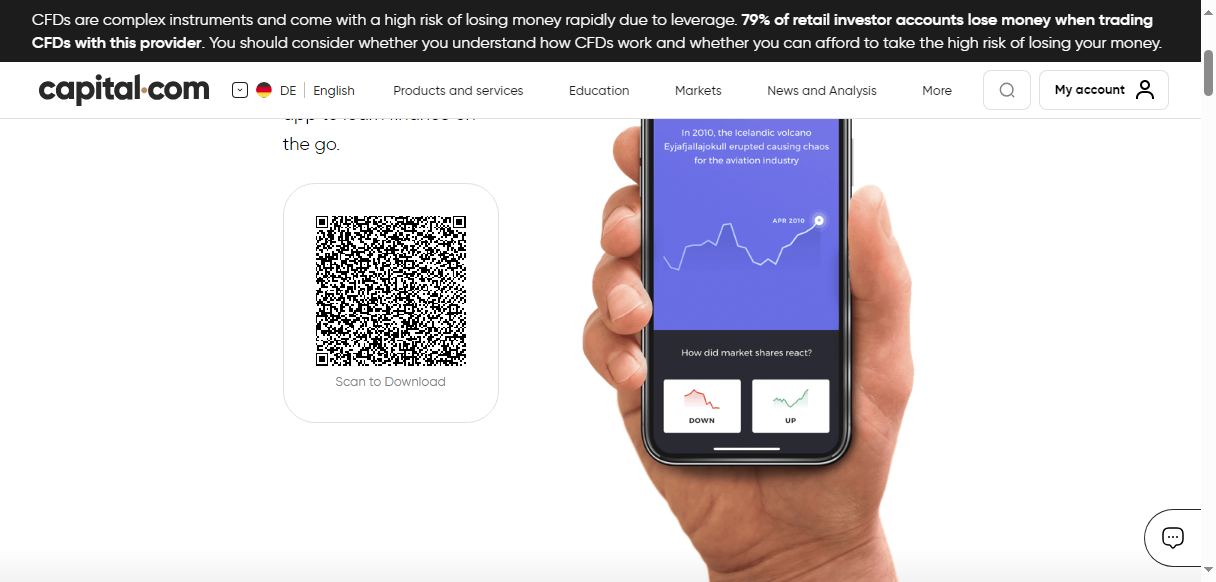 CFDs are complex instruments and come with a high risk of losing money rapidly due to leverage. 79% of retail investor accounts lose money when trading
CFDs with this provider. You should consider whether you understand how CFDs work and whether you can afford to take the high risk of losing your money.
capital.com DE English Products and services Education Markets News and Analysis More My account
the go.
Scan to Download
In 2010, the Icelandic volcano
Eyjafjallajokull erupted causing chaos
for the aviation industry
APR 2010
How did market shares react?
DOWN UP